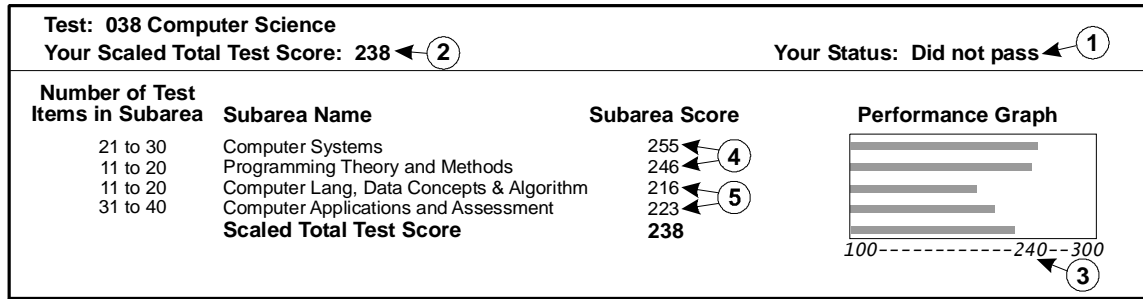 Test: 038 Computer Science
Your Scaled Total Test Score: 238 2 Your Status: Did not pass 1
Number of Test
Items in Subarea Subarea Name Subarea Score Performance Graph
21 to 30 Computer Systems 255
11 to 20 Programming Theory and Methods 246 4
11 to 20 Computer Lang, Data Concepts & Algorithm 216 5
31 to 40 Computer Applications and Assessment 223
Scaled Total Test Score 238
100------------240--300
3